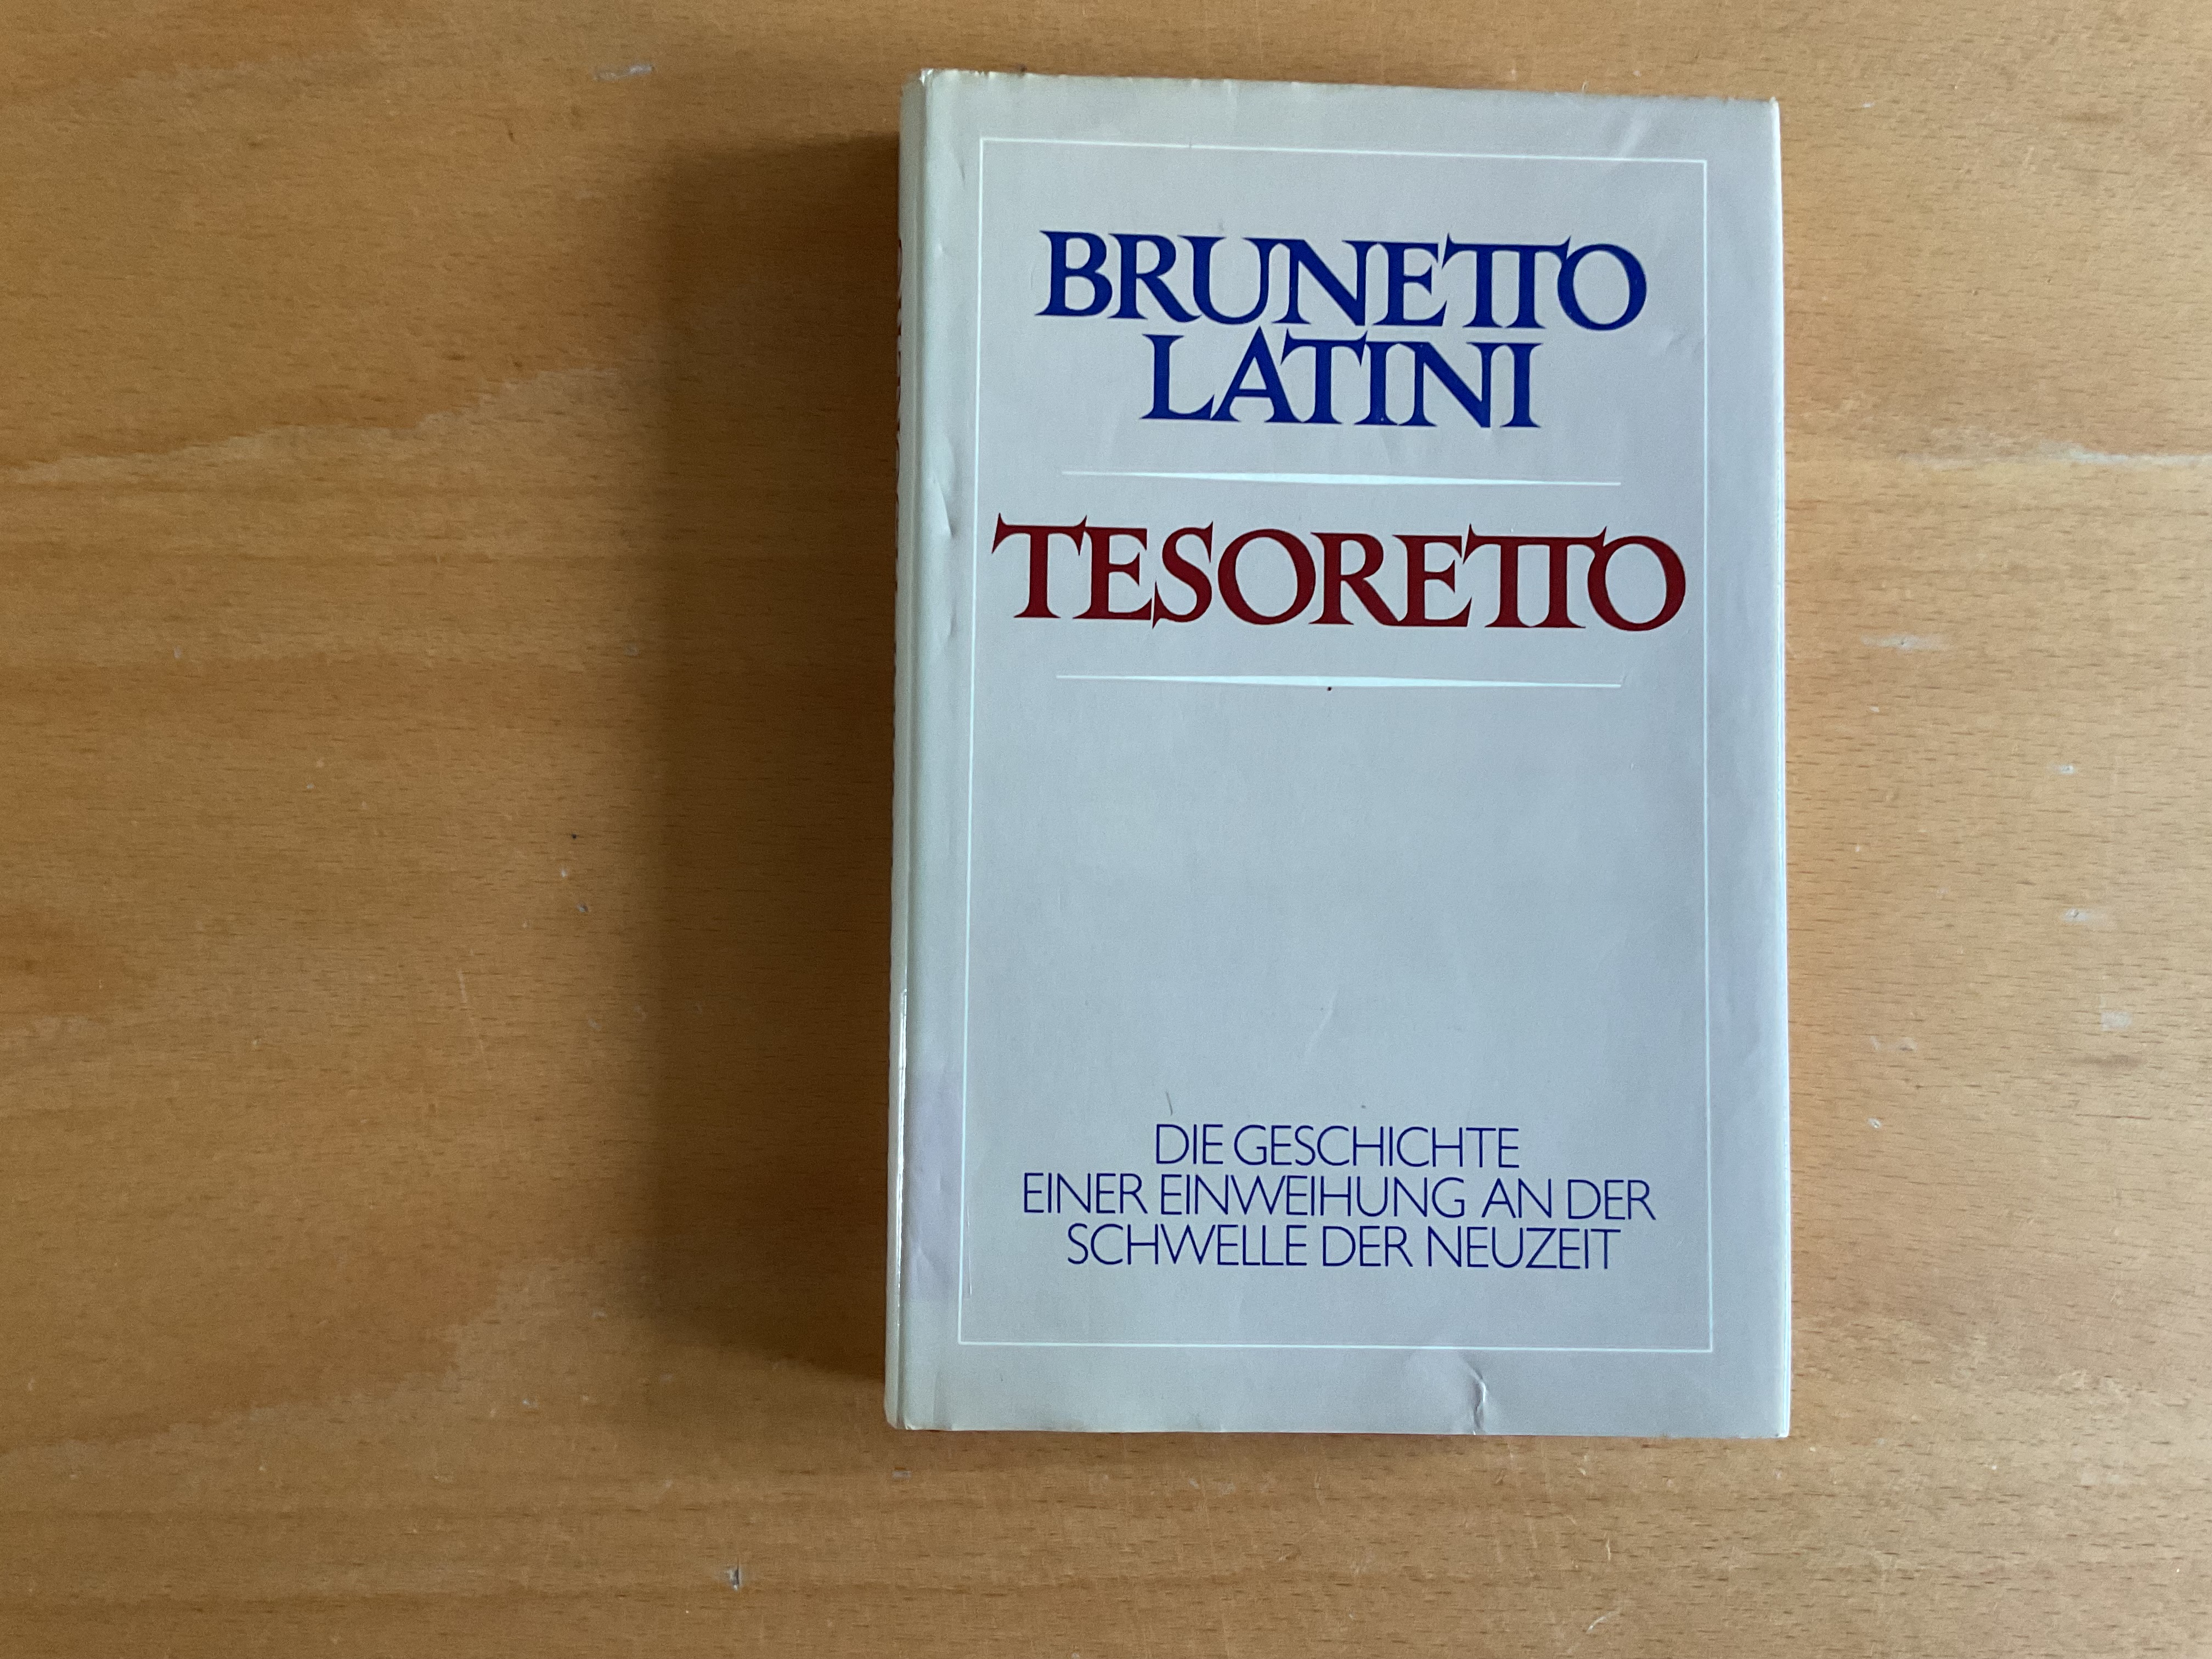 BRUNETTO
LATINI
TESORETTO
DIE GESCHICHTE
EINER EINWEIHUNG AN DER
SCHWELLE DER NEUZEIT